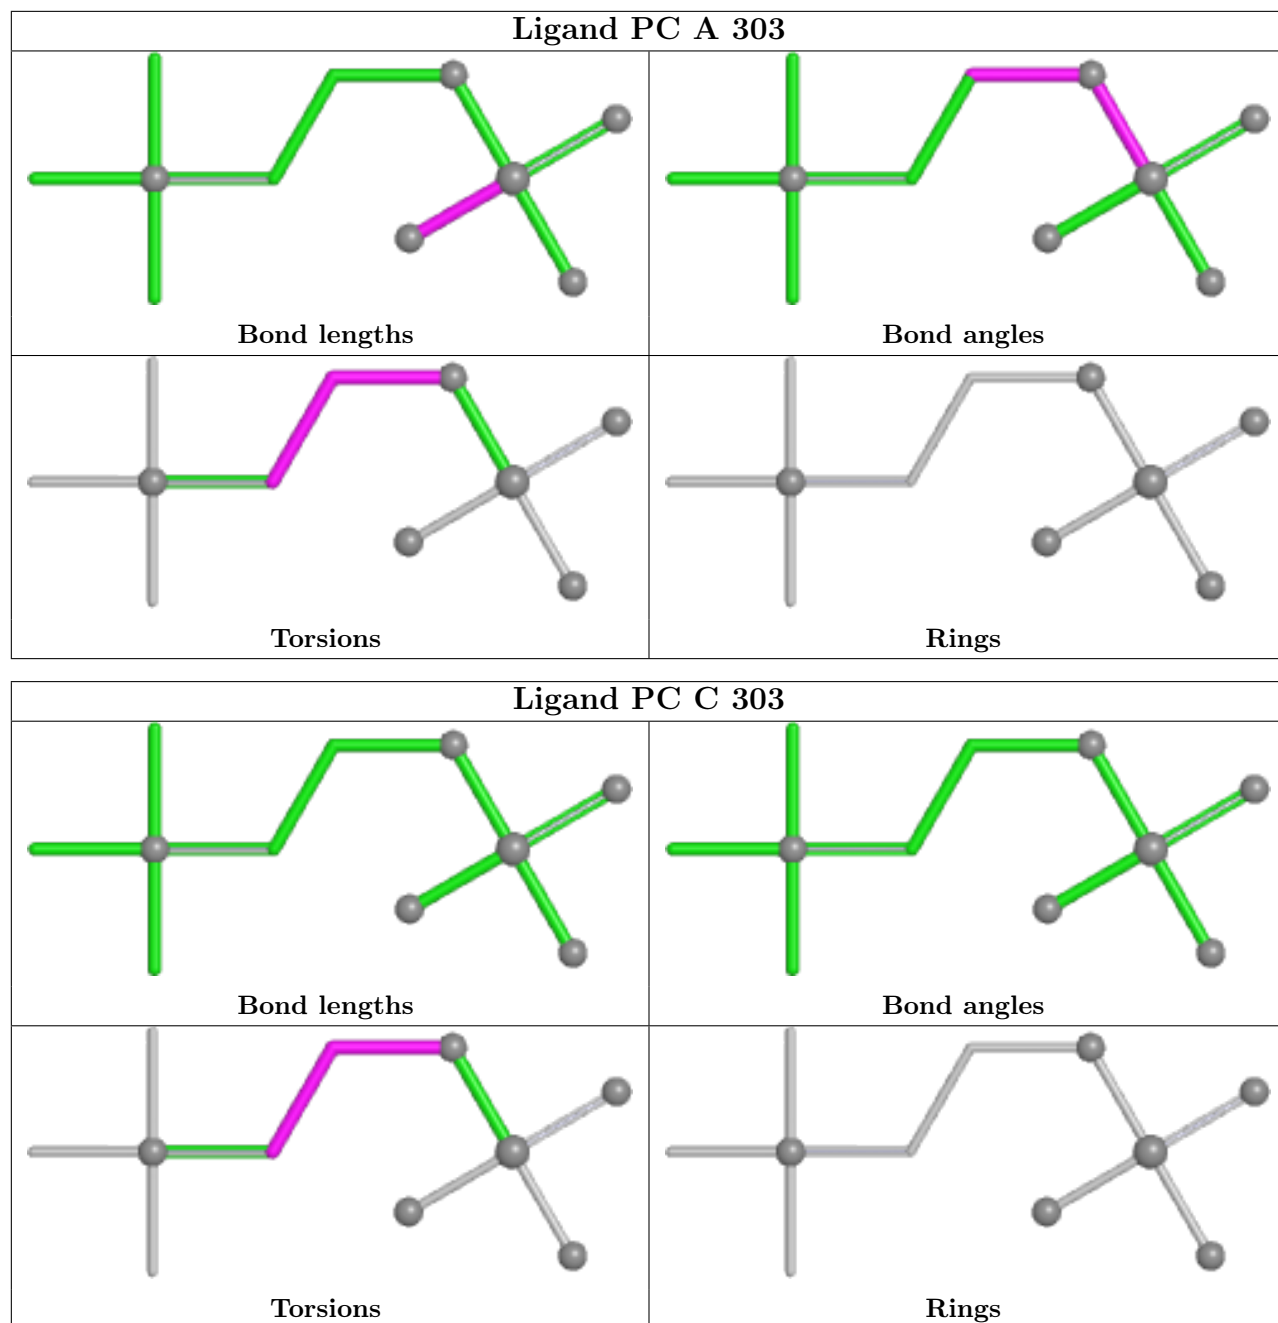 Ligand PC A 303
Bond lengths
Bond angles
Torsions
Rings
Ligand PC C 303
Bond lengths
Bond angles
Torsions
Rings